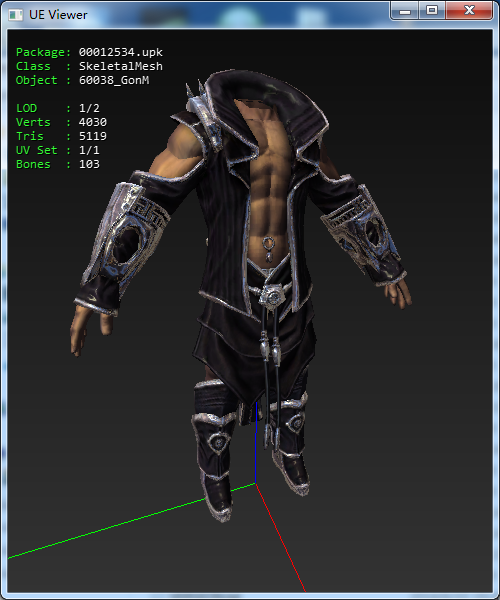 UE Viewer
Package: 00012534.upk
Class : SkeletalMesh
Object : 60038_GonM
LOD : 1/2
Verts : 4030
Tris : 5119
UV Set : 1/1
Bones : 103